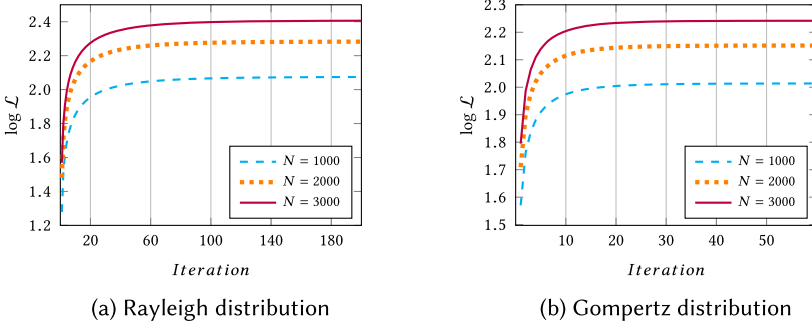 2.4
2.2
2.0
1.8
1.6
1.4
1.2
log ℒ
20 60 100 140 180
Iteration
N = 1000
N = 2000
N = 3000
(a) Rayleigh distribution
2.3
2.2
2.1
2.0
1.9
1.8
1.7
1.6
1.5
log ℒ
10 20 30 40 50
Iteration
N = 1000
N = 2000
N = 3000
(b) Gompertz distribution